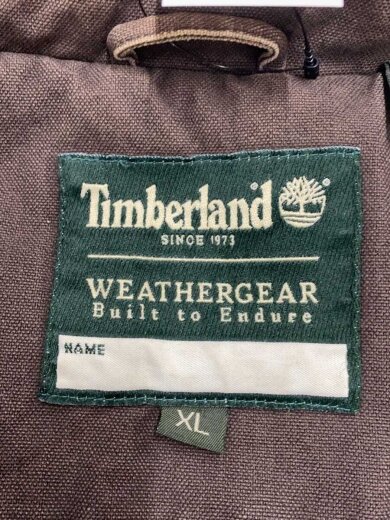 Timberland
SINCE 1973
WEATHERGEAR
Built to Endure
NAME
XL